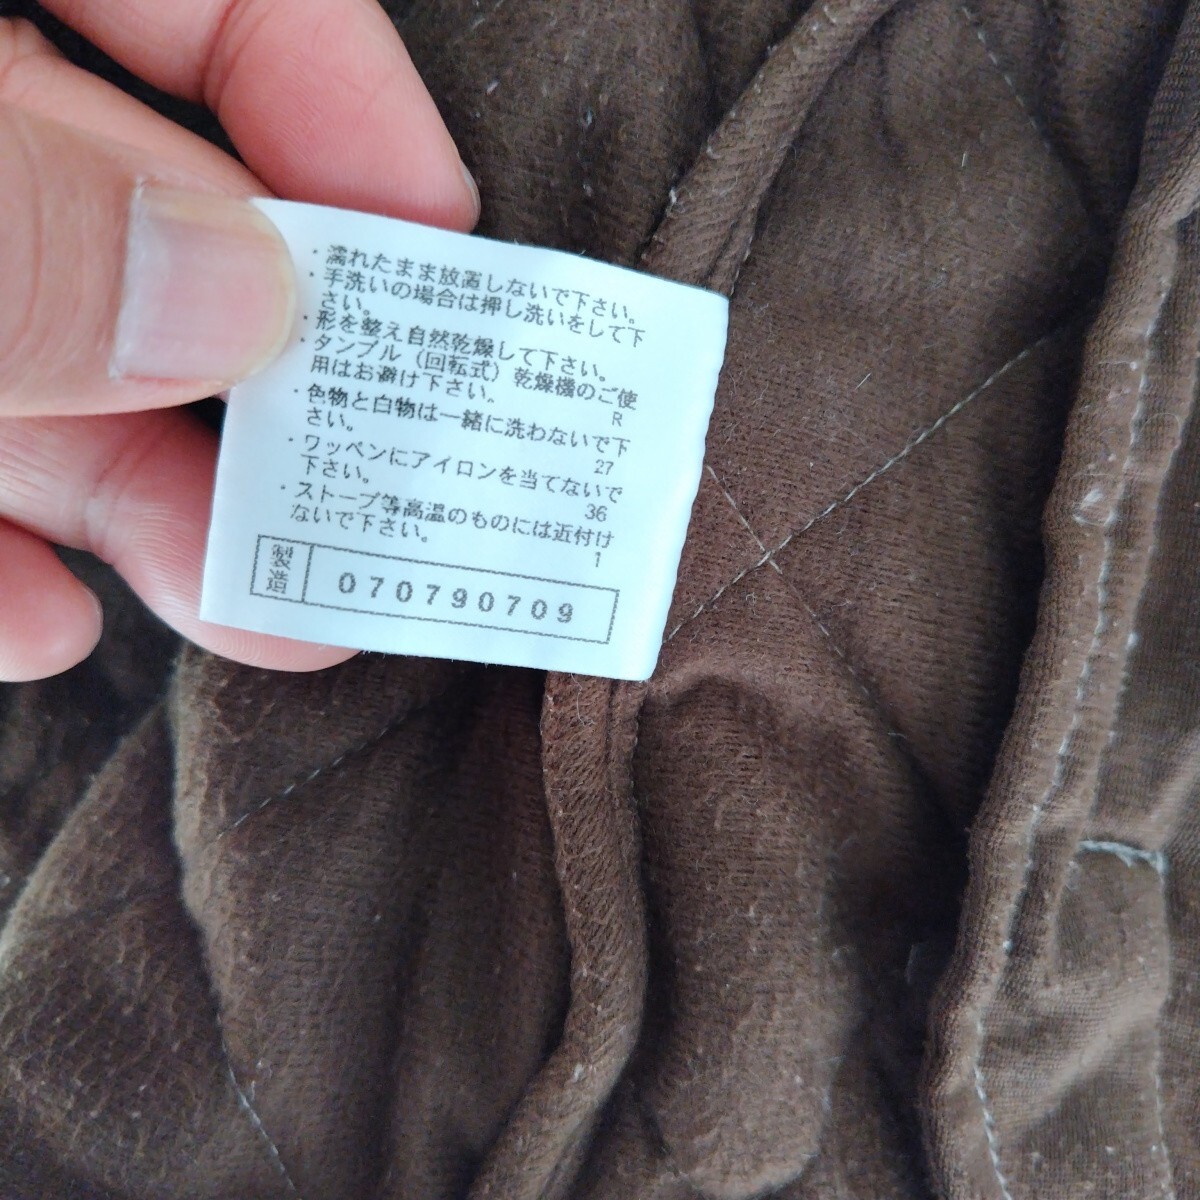 ・濡れたまま放置しないで下さい。
・手洗いの場合は押し洗いをして下
さい。
・形を整え自然乾燥して下さい。
・タンブル（回転式）乾燥機のご使
用はお避け下さい。
R
・色物と白物は一緒に洗わないで下
さい。
27
・ワッペンにアイロンを当てないで
下さい。
36
・ストーブ等高温のものには近付け
ないで下さい。
1
製造 070790709